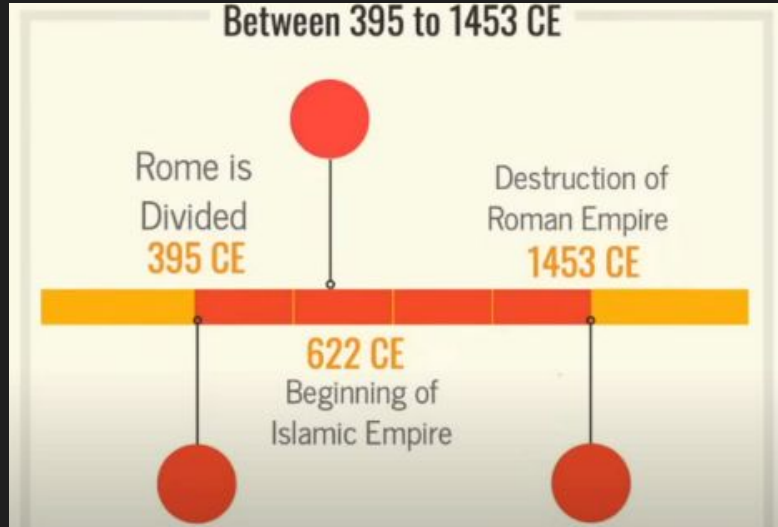 Between 395 to 1453 CE
Rome is
Divided
395 CE
Destruction of
Roman Empire
1453 CE
622 CE
Beginning of
Islamic Empire